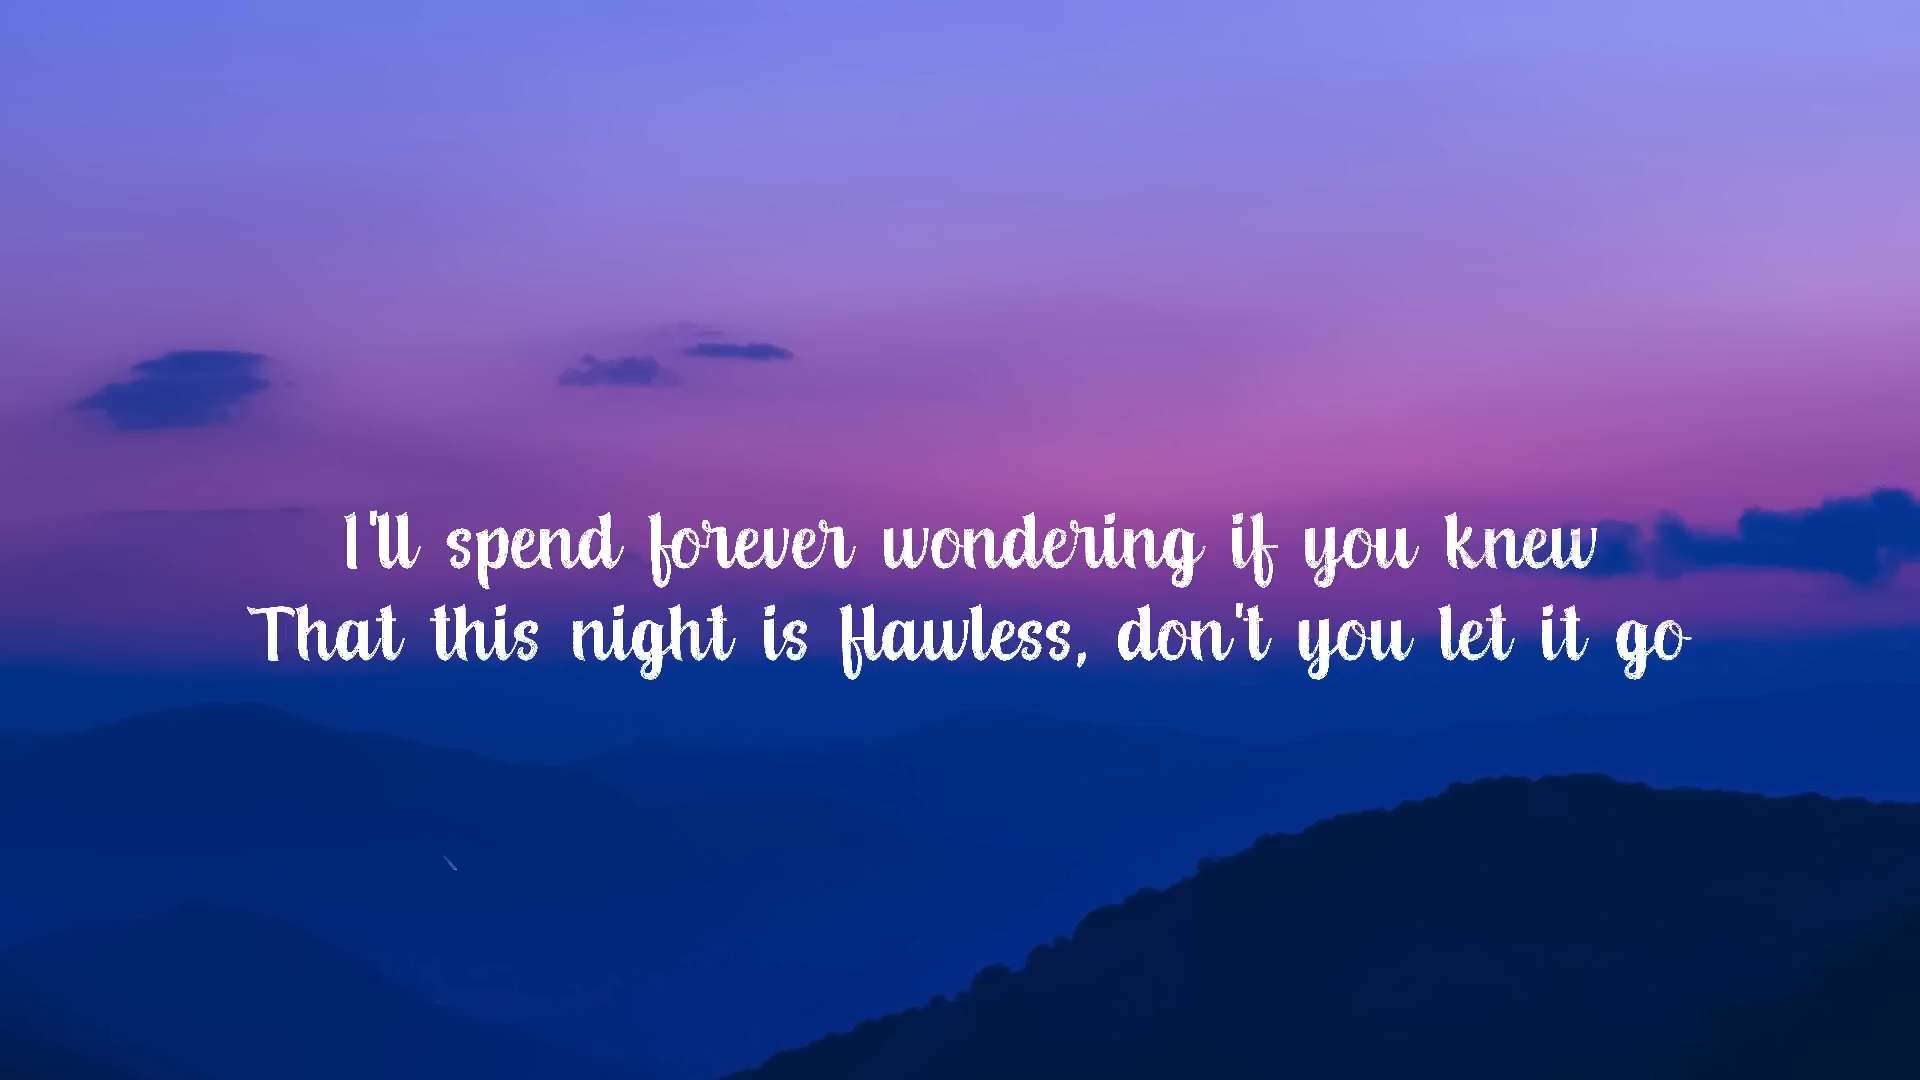 I'll spend forever wondering if you knew
That this night is flawless, don't you let it go